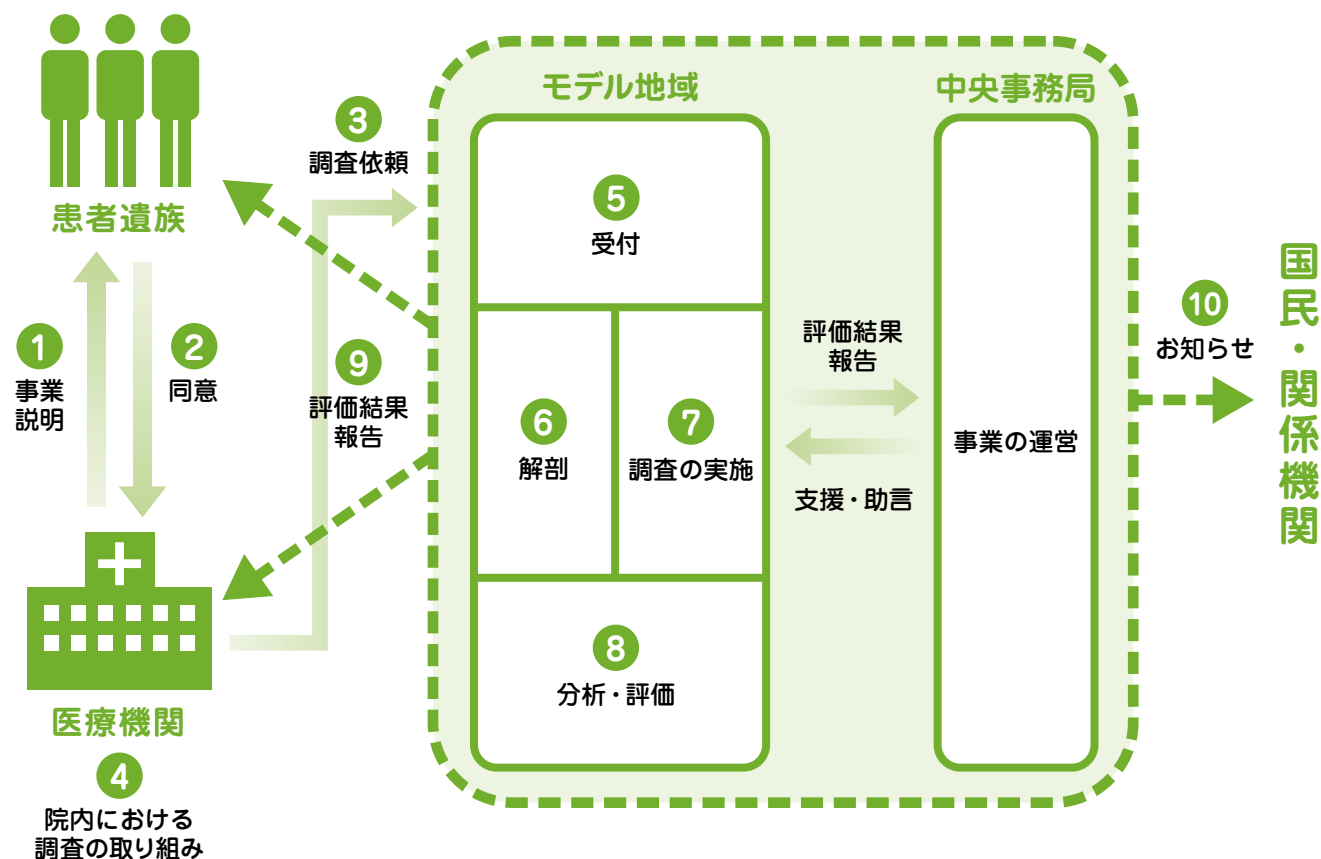 患者遺族
1
事業
説明
2
同意
医療機関
4
院内における
調査の取り組み
3
調査依頼
9
評価結果
報告
モデル地域
5
受付
6
解剖
7
調査の実施
8
分析・評価
評価結果
報告
支援・助言
中央事務局
事業の運営
10
お知らせ
国民・関係機関